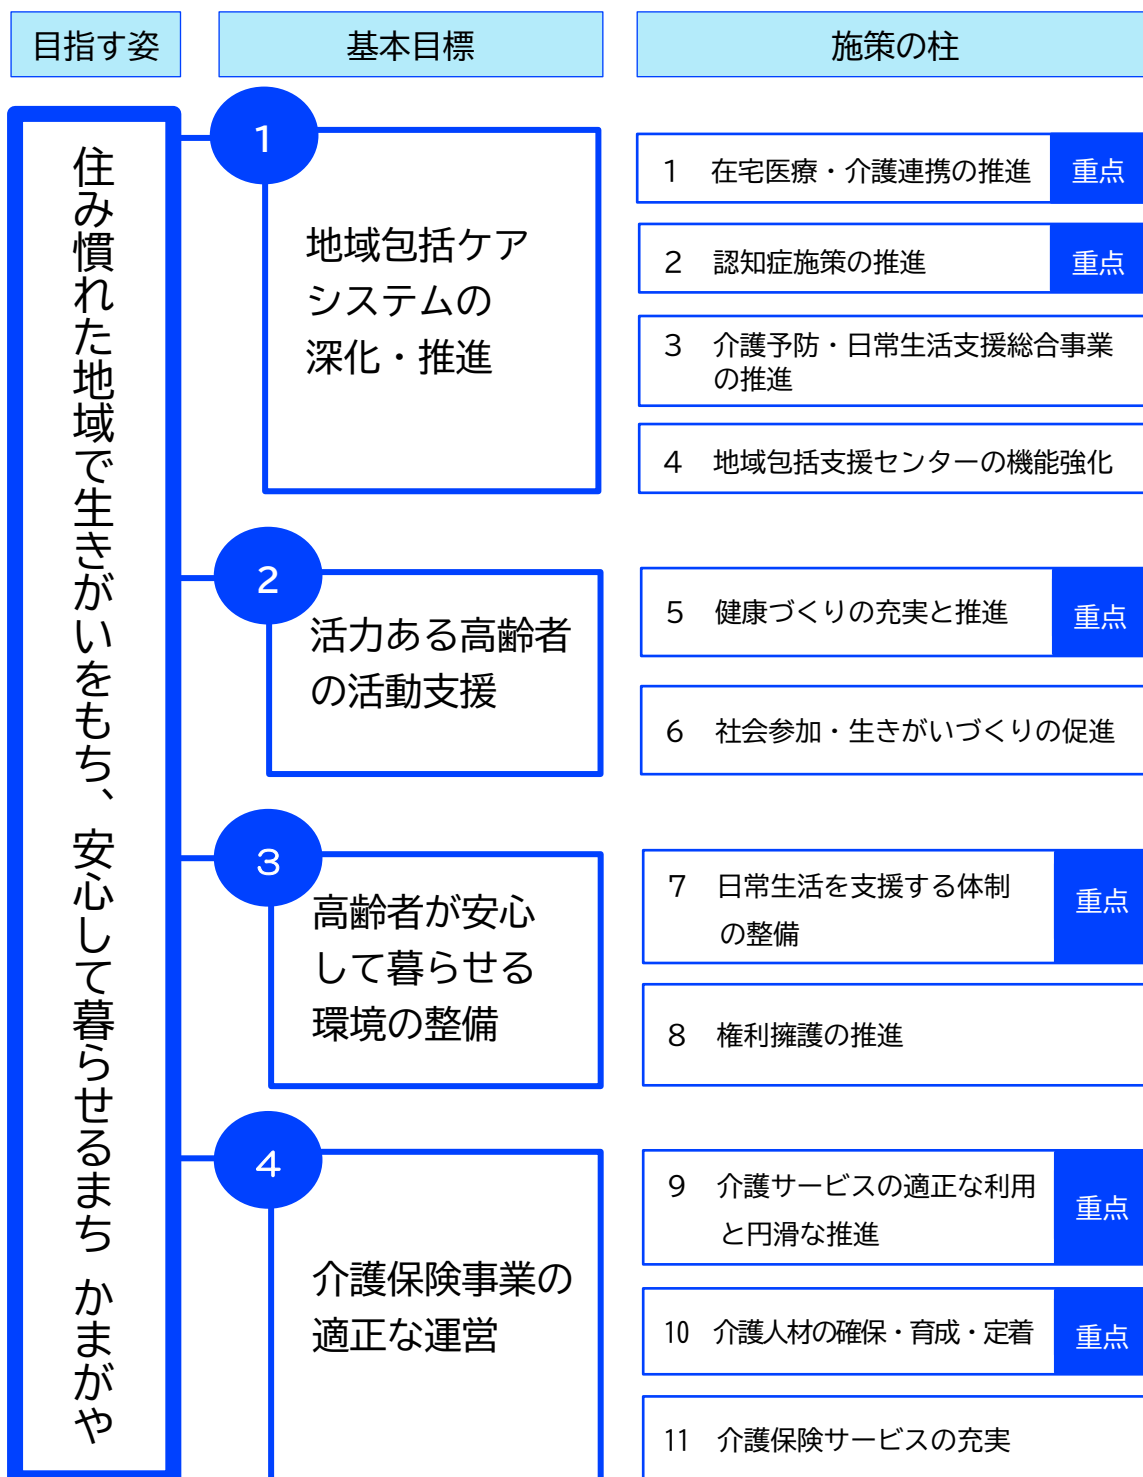 目指す姿
基本目標
施策の柱
住み慣れた地域で生きがいをもち、安心して暮らせるまち かまがや
1
地域包括ケア
システムの
深化・推進
1 在宅医療・介護連携の推進 重点
2 認知症施策の推進 重点
3 介護予防・日常生活支援総合事業
の推進
4 地域包括支援センターの機能強化
2
活力ある高齢者
の活動支援
5 健康づくりの充実と推進 重点
6 社会参加・生きがいづくりの促進
3
高齢者が安心
して暮らせる
環境の整備
7 日常生活を支援する体制
の整備
重点
8 権利擁護の推進
4
介護保険事業の
適正な運営
9 介護サービスの適正な利用
と円滑な推進
重点
10 介護人材の確保・育成・定着 重点
11 介護保険サービスの充実